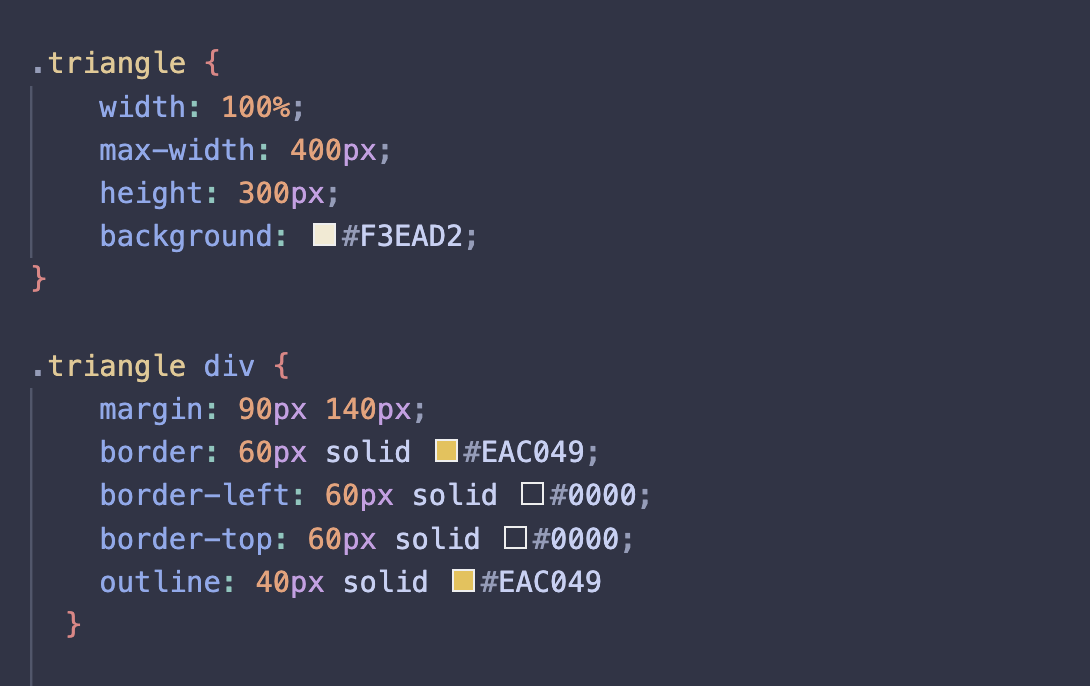 .triangle {
width: 100%;
max-width: 400px;
height: 300px;
background: #F3EAD2;
}
.triangle div {
margin: 90px 140px;
border: 60px solid #EAC049;
border-left: 60px solid #0000;
border-top: 60px solid #0000;
outline: 40px solid #EAC049
}